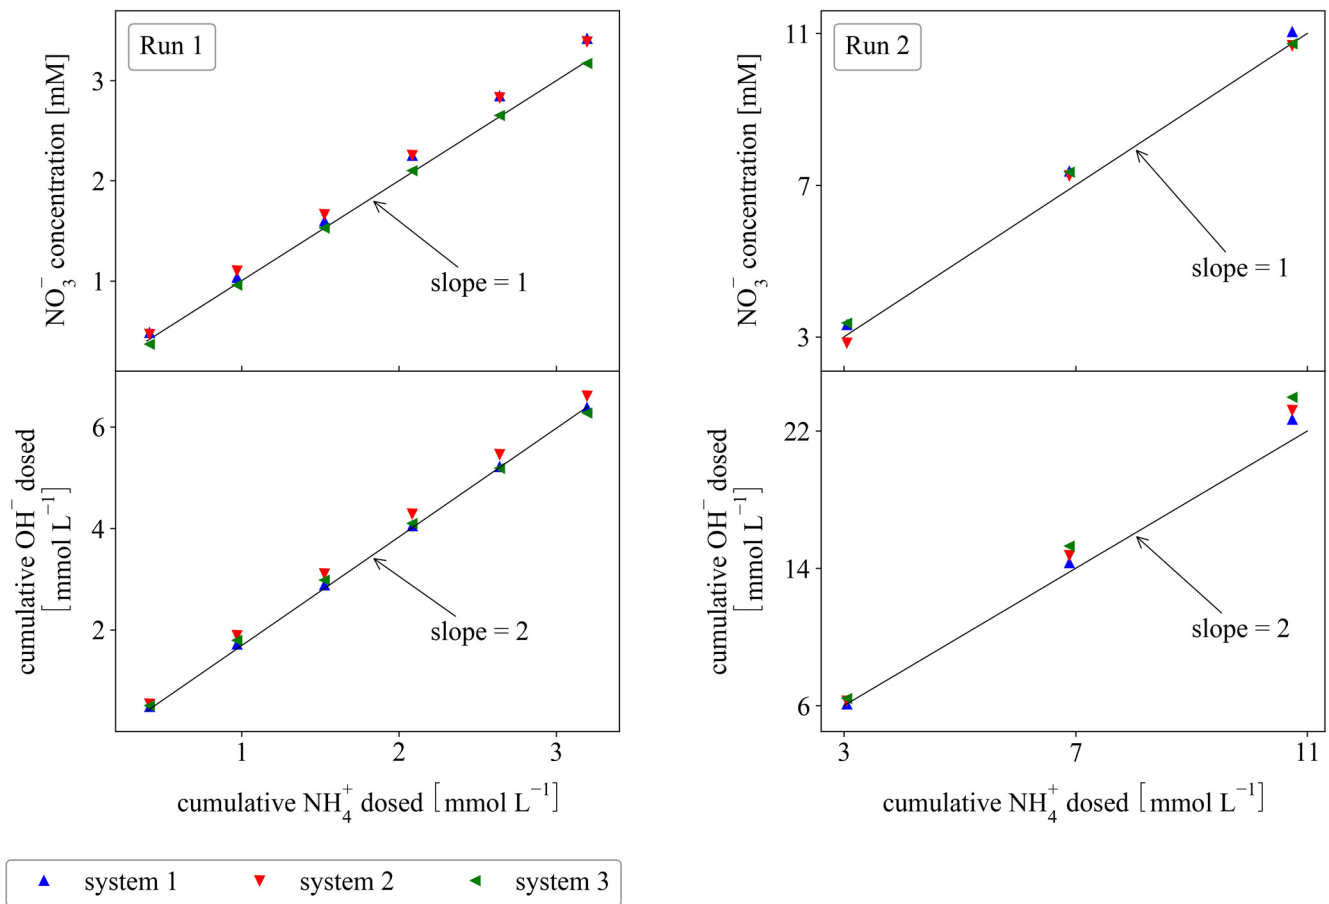 Run 1
NO₃⁻ concentration [mM]
3
2
1
slope = 1
Run 2
NO₃⁻ concentration [mM]
11
7
3
slope = 1
cumulative OH⁻ dosed
[mmol L⁻¹]
6
4
2
slope = 2
1
2
3
cumulative NH₄⁺ dosed [mmol L⁻¹]
cumulative OH⁻ dosed
[mmol L⁻¹]
22
14
6
slope = 2
3
7
11
cumulative NH₄⁺ dosed [mmol L⁻¹]
system 1
system 2
system 3